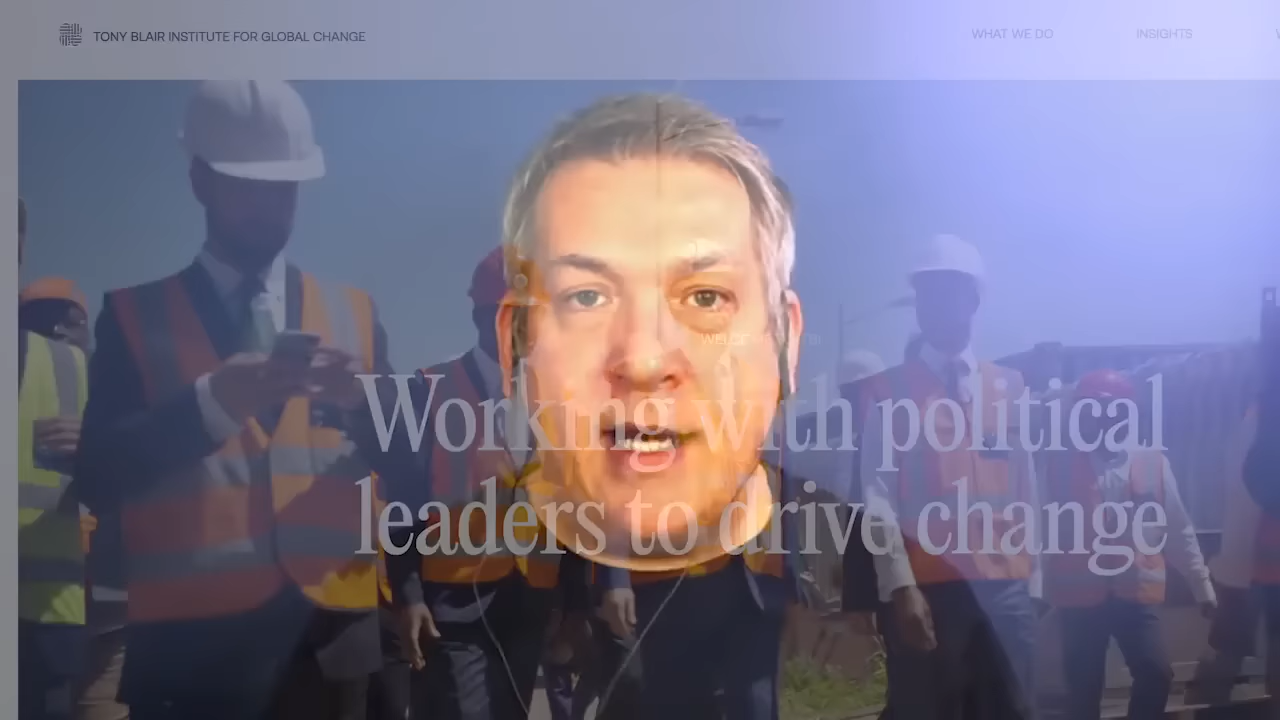 TONY BLAIR INSTITUTE FOR GLOBAL CHANGE
WHAT WE DO
INSIGHTS
Working with political
leaders to drive change